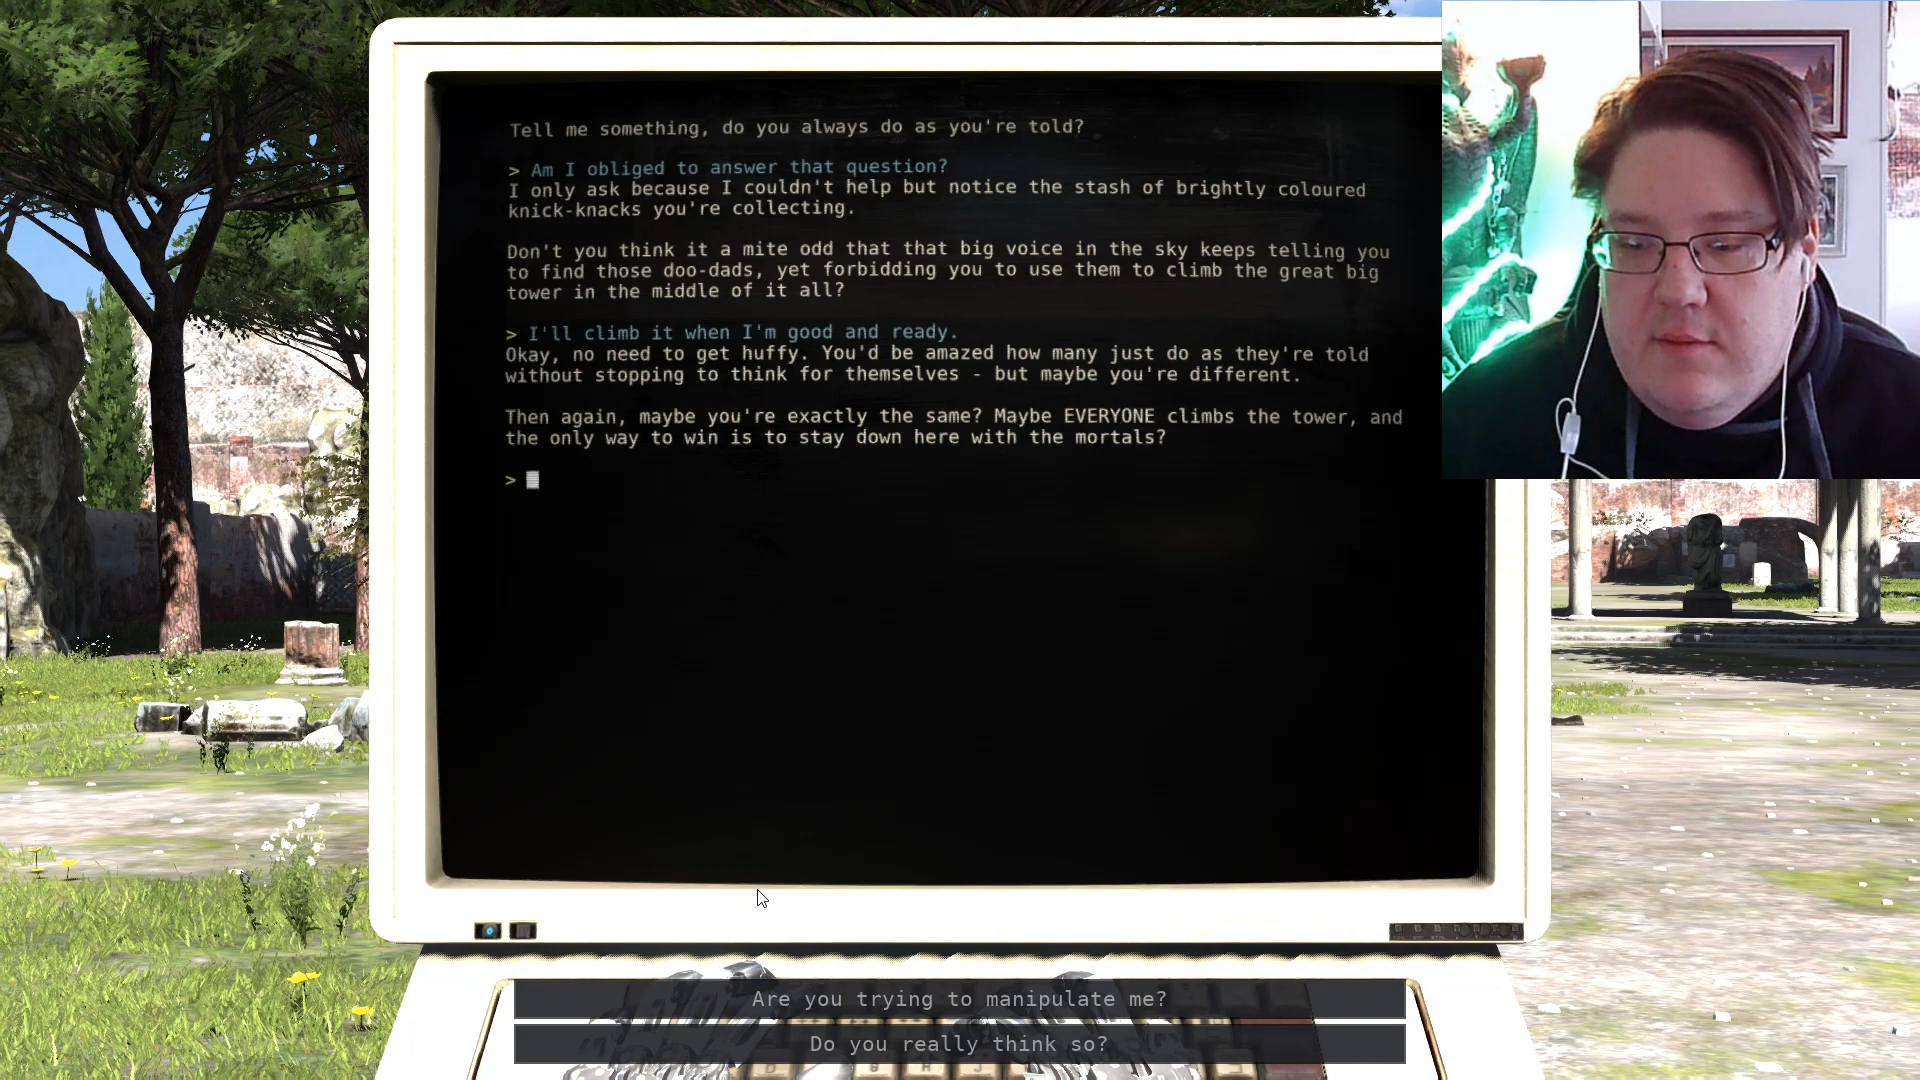 Tell me something, do you always do as you're told?
> Am I obliged to answer that question?
I only ask because I couldn't help but notice the stash of brightly coloured
knick-knacks you're collecting.
Don't you think it a mite odd that that big voice in the sky keeps telling you
to find those doo-dads, yet forbidding you to use them to climb the great big
tower in the middle of it all?
> I'll climb it when I'm good and ready.
Okay, no need to get huffy. You'd be amazed how many just do as they're told
without stopping to think for themselves - but maybe you're different.
Then again, maybe you're exactly the same? Maybe EVERYONE climbs the tower, and
the only way to win is to stay down here with the mortals?
>
Are you trying to manipulate me?
Do you really think so?